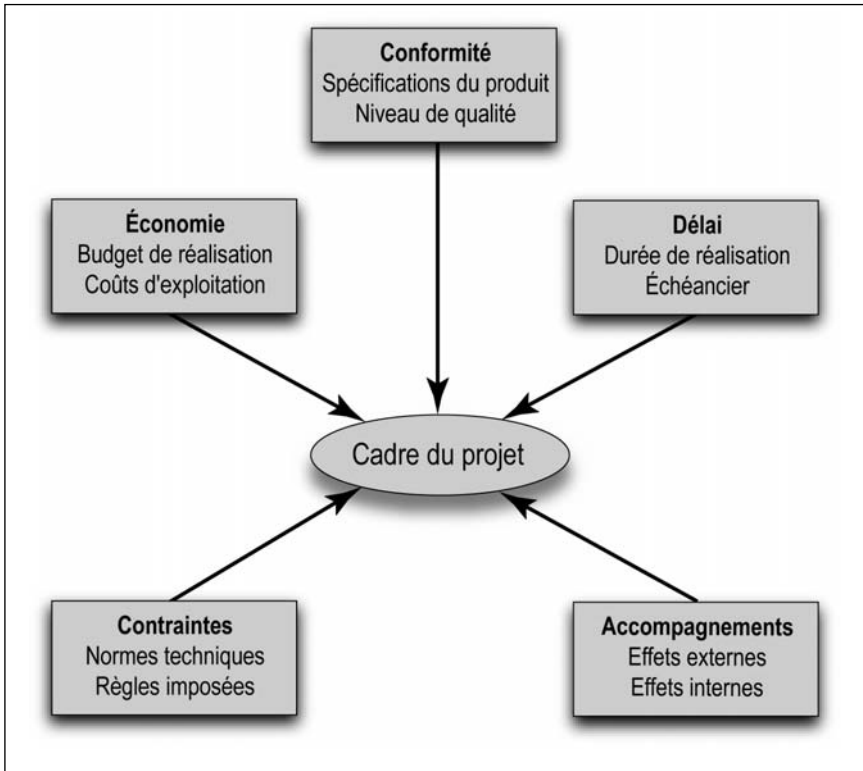 Conformité
Spécifications du produit
Niveau de qualité
Économie
Budget de réalisation
Coûts d'exploitation
Délai
Durée de réalisation
Échéancier
Cadre du projet
Contraintes
Normes techniques
Règles imposées
Accompagnements
Effets externes
Effets internes